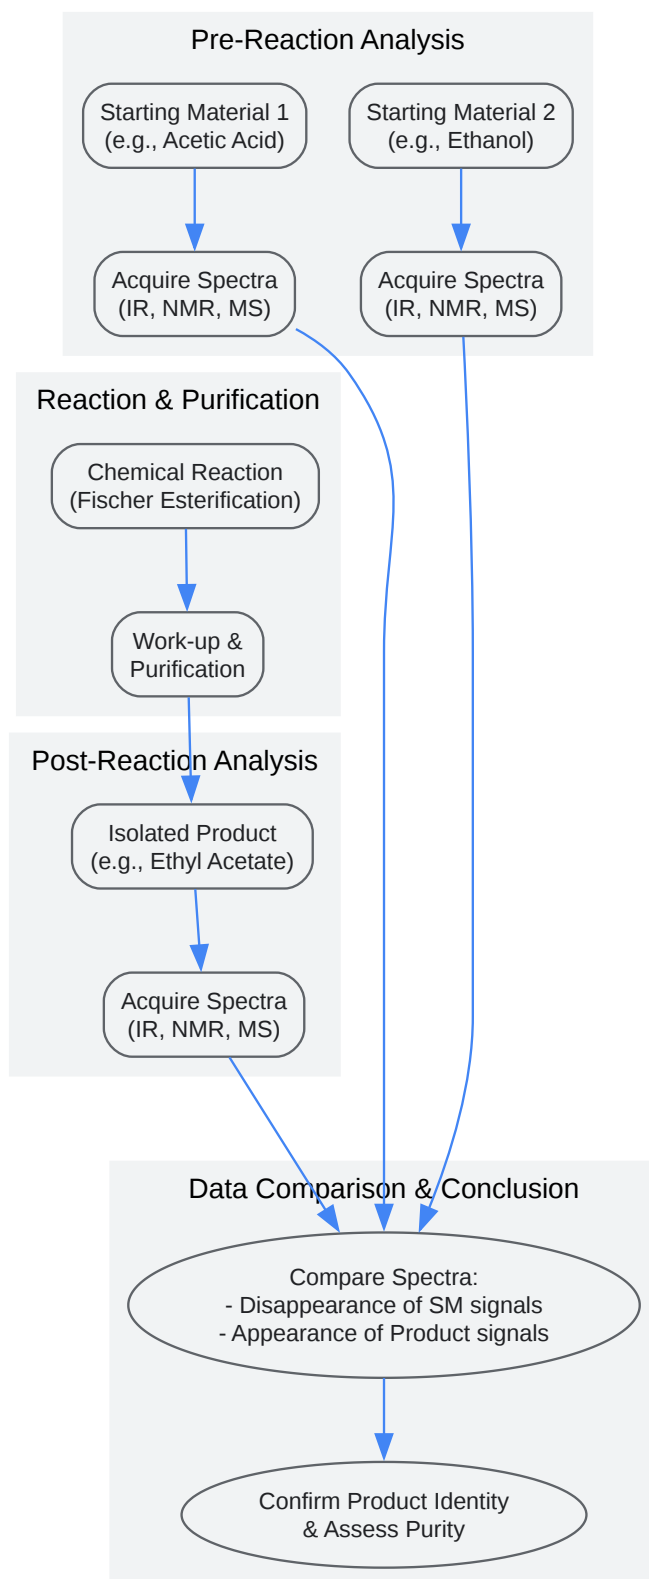 Pre-Reaction Analysis
Starting Material 1
(e.g., Acetic Acid)
Starting Material 2
(e.g., Ethanol)
Acquire Spectra
(IR, NMR, MS)
Acquire Spectra
(IR, NMR, MS)
Reaction & Purification
Chemical Reaction
(Fischer Esterification)
Work-up &
Purification
Post-Reaction Analysis
Isolated Product
(e.g., Ethyl Acetate)
Acquire Spectra
(IR, NMR, MS)
Data Comparison & Conclusion
Compare Spectra:
- Disappearance of SM signals
- Appearance of Product signals
Confirm Product Identity
& Assess Purity